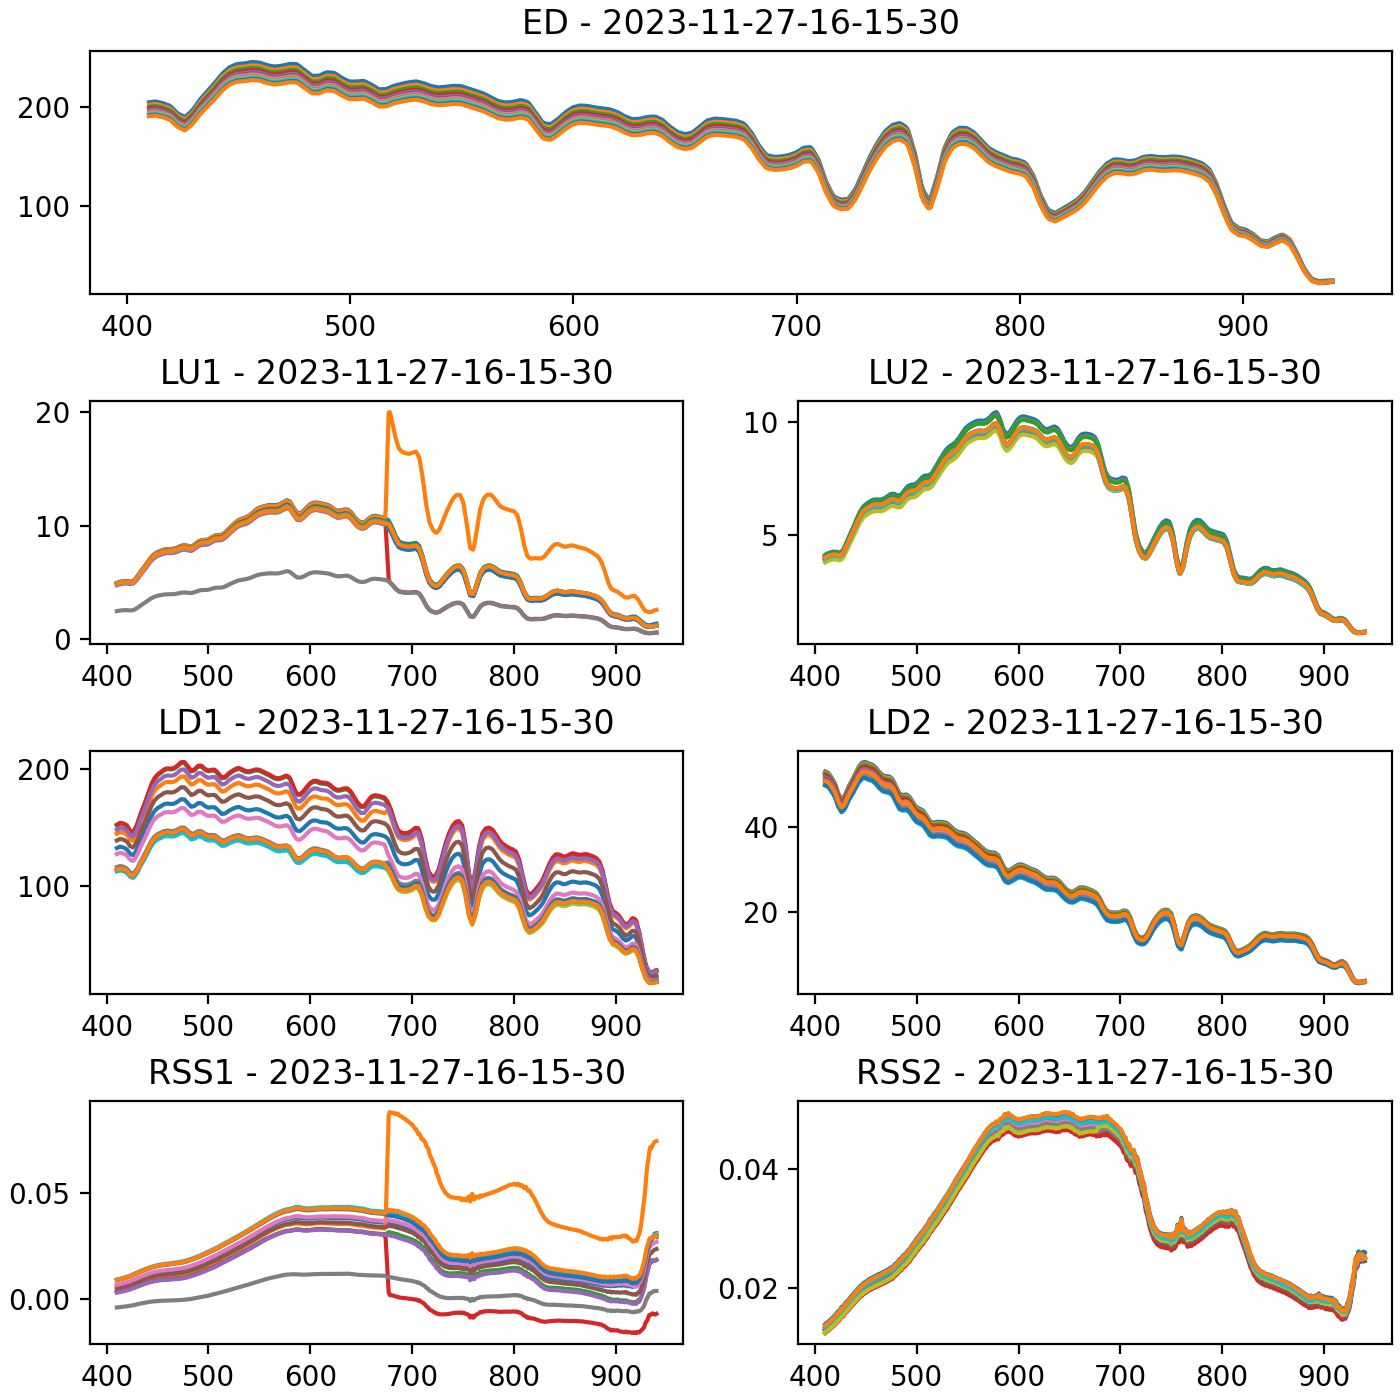 ED - 2023-11-27-16-15-30
200
100
400 500 600 700 800 900
LU1 - 2023-11-27-16-15-30
20
10
0
400 500 600 700 800 900
LU2 - 2023-11-27-16-15-30
10
5
400 500 600 700 800 900
LD1 - 2023-11-27-16-15-30
200
100
400 500 600 700 800 900
LD2 - 2023-11-27-16-15-30
40
20
400 500 600 700 800 900
RSS1 - 2023-11-27-16-15-30
0.05
0.00
400 500 600 700 800 900
RSS2 - 2023-11-27-16-15-30
0.04
0.02
400 500 600 700 800 900